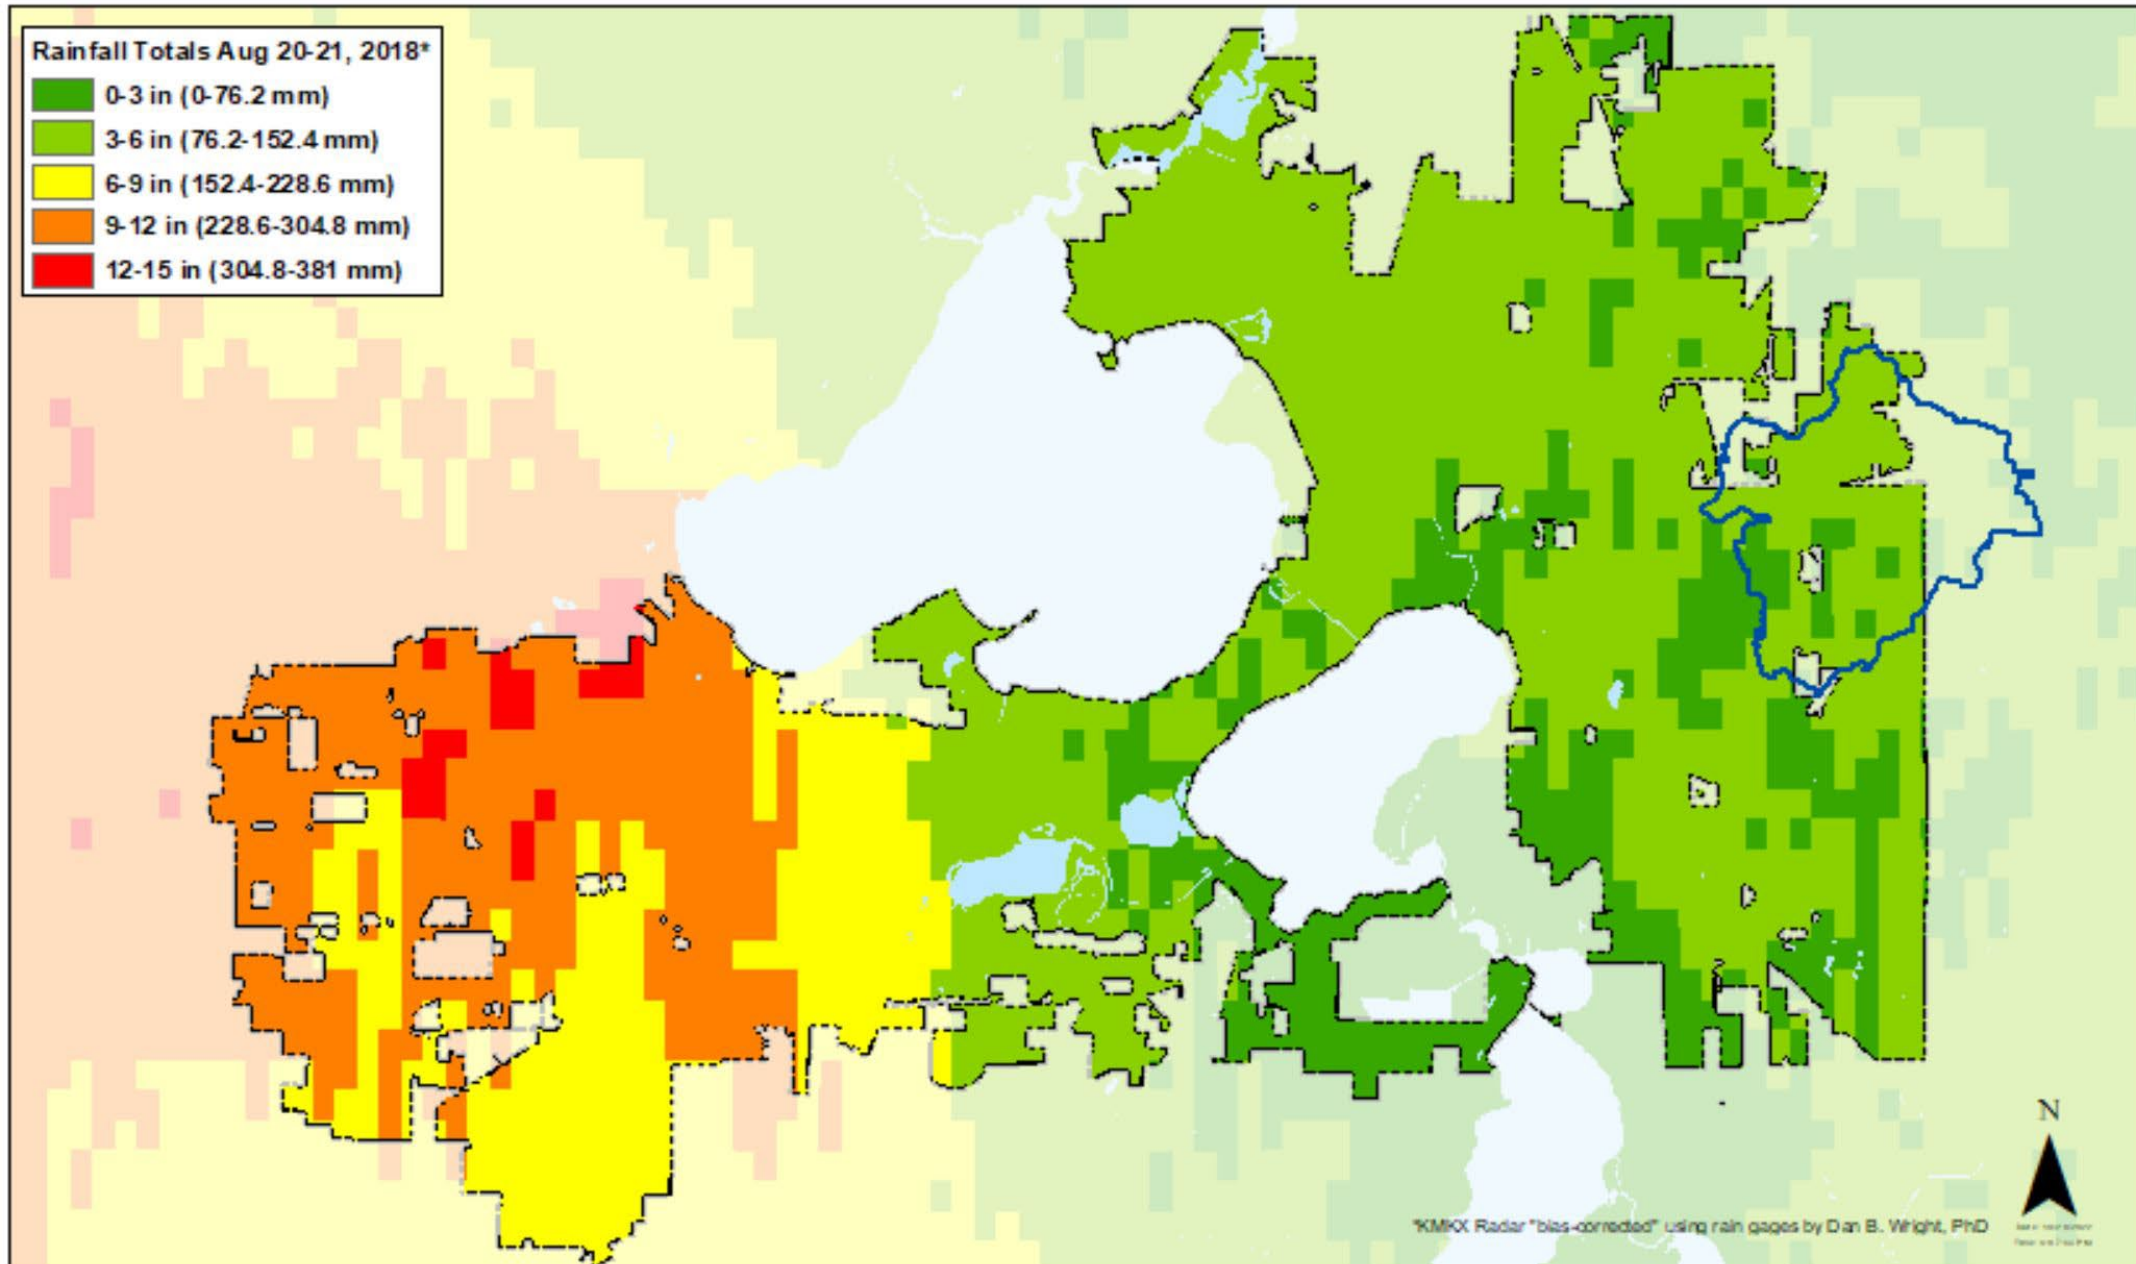 Rainfall Totals Aug 20-21, 2018*
0-3 in (0-76.2 mm)
3-6 in (76.2-152.4 mm)
6-9 in (152.4-228.6 mm)
9-12 in (228.6-304.8 mm)
12-15 in (304.8-381 mm)
N
*KMKX Radar "bias-corrected" using rain gages by Dan B. Wright, PhD